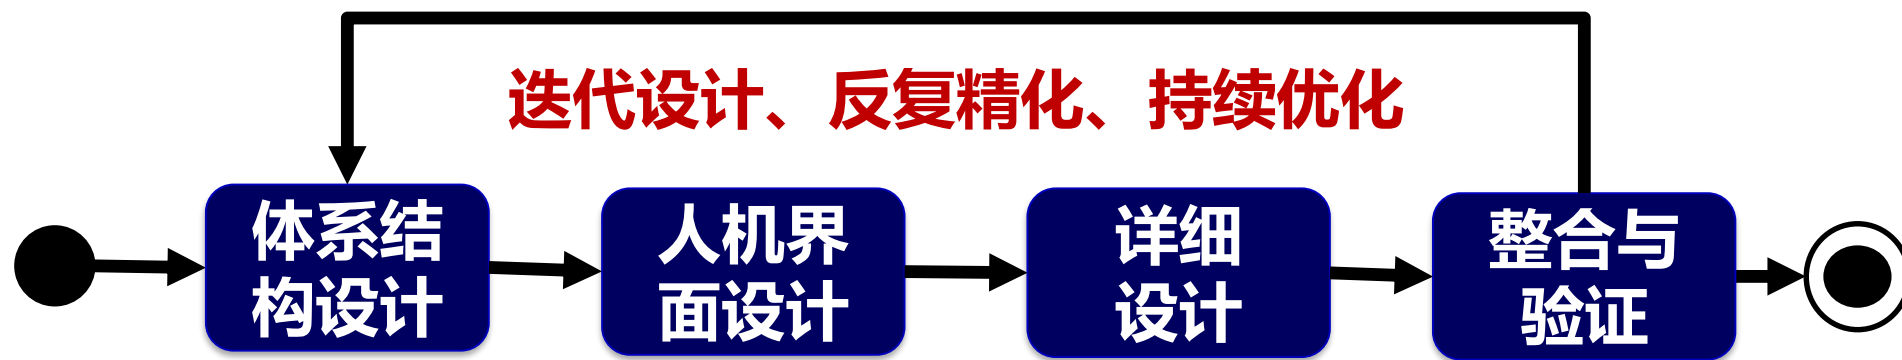 迭代设计、反复精化、持续优化
体系结
构设计
人机界
面设计
详细
设计
整合与
验证